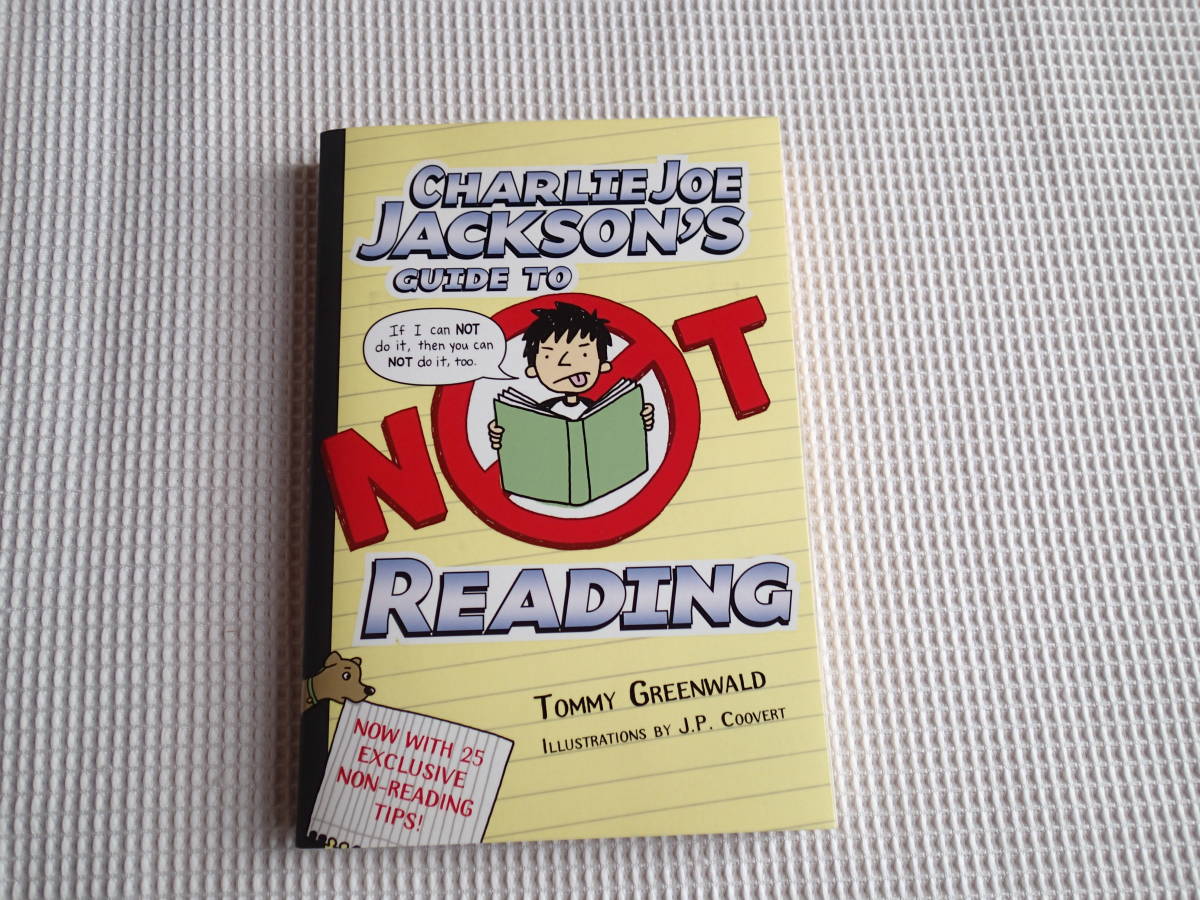 CHARLIE JOE
JACKSON'S
GUIDE TO
If I can NOT
do it, then you can
NOT do it, too.
NOT
READING
TOMMY GREENWALD
ILLUSTRATIONS BY J.P. COOVERT
NOW WITH 25
EXCLUSIVE
NON-READING
TIPS!